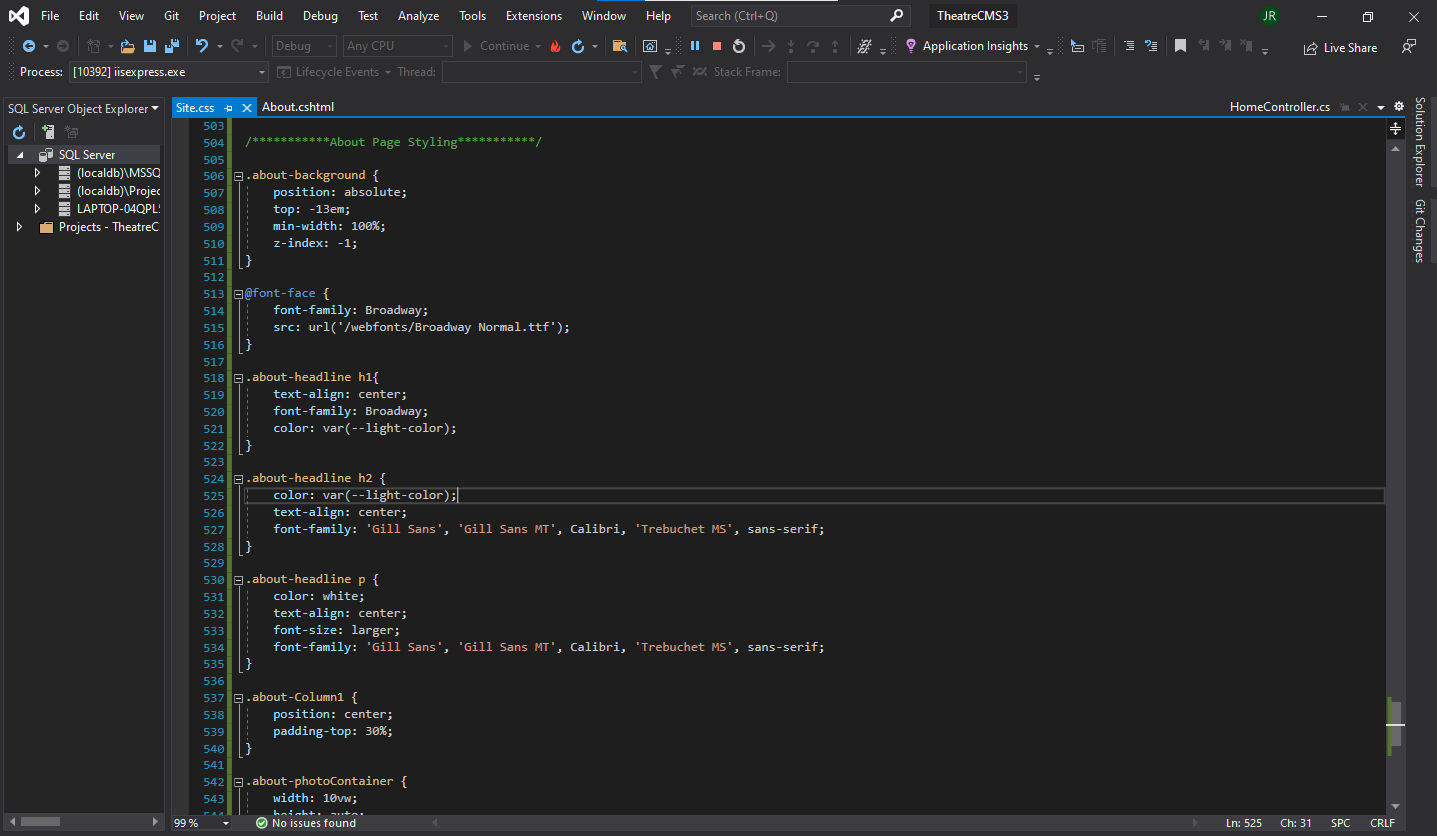 File Edit View Git Project Build Debug Test Analyze Tools Extensions Window Help Search (Ctrl+Q) TheatreCMS3 JR
Debug Any CPU Continue Application Insights Live Share
Process: [10392] iisexpress.exe Lifecycle Events Thread: Stack Frame:
SQL Server Object Explorer
SQL Server
(localdb)\MSSQ
(localdb)\Projec
LAPTOP-04QPL
Projects - TheatreC
Site.css About.cshtml HomeController.cs
503
504 /***********About Page Styling***********/
505
506 .about-background {
507 position: absolute;
508 top: -13em;
509 min-width: 100%;
510 z-index: -1;
511 }
512
513 @font-face {
514 font-family: Broadway;
515 src: url('/webfonts/Broadway Normal.ttf');
516 }
517
518 .about-headline h1{
519 text-align: center;
520 font-family: Broadway;
521 color: var(--light-color);
522 }
523
524 .about-headline h2 {
525 color: var(--light-color);
526 text-align: center;
527 font-family: 'Gill Sans', 'Gill Sans MT', Calibri, 'Trebuchet MS', sans-serif;
528 }
529
530 .about-headline p {
531 color: white;
532 text-align: center;
533 font-size: larger;
534 font-family: 'Gill Sans', 'Gill Sans MT', Calibri, 'Trebuchet MS', sans-serif;
535 }
536
537 .about-Column1 {
538 position: center;
539 padding-top: 30%;
540 }
541
542 .about-photoContainer {
543 width: 10vw;
Solution Explorer
Git Changes
99 % No issues found Ln: 525 Ch: 31 SPC CRLF